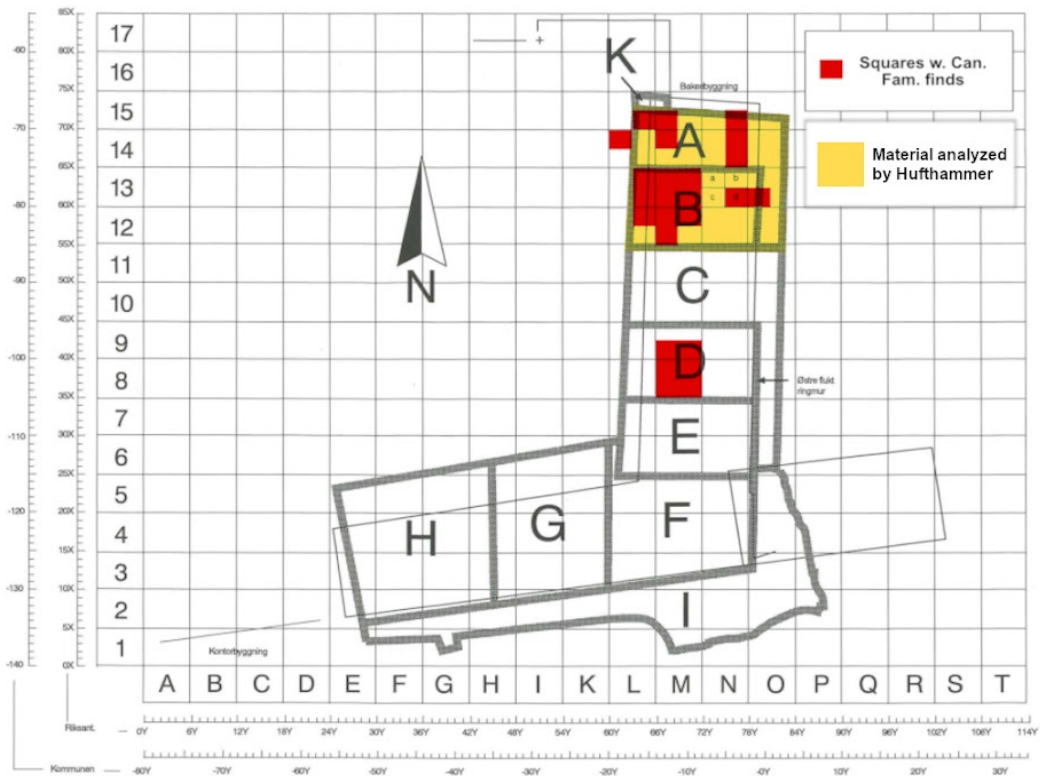 85X
17
-60
80X
K
Squares w. Can.
Fam. finds
16
75X
Bakeribyggning
15
-70
70X
A
14
Material analyzed
by Hufthammer
65X
a b
13
c d
-80
60X
B
12
55X
11
-90
50X
C
N
10
45X
9
-100
40X
D
8
Østre flukt
ringmur
35X
7
-110
30X
E
6
25X
5
-120
20X
H G F
4
15X
3
-130
10X
2
I
5X
1
Kontorbyggning
-140
0X
A B C D E F G H I K L M N O P Q R S T
Riksant.
0Y 6Y 12Y 18Y 24Y 30Y 36Y 42Y 48Y 54Y 60Y 66Y 72Y 78Y 84Y 90Y 96Y 102Y 108Y 114Y
Kommunen
-80Y -70Y -60Y -50Y -40Y -30Y -20Y -10Y -0Y 10Y 20Y 30Y